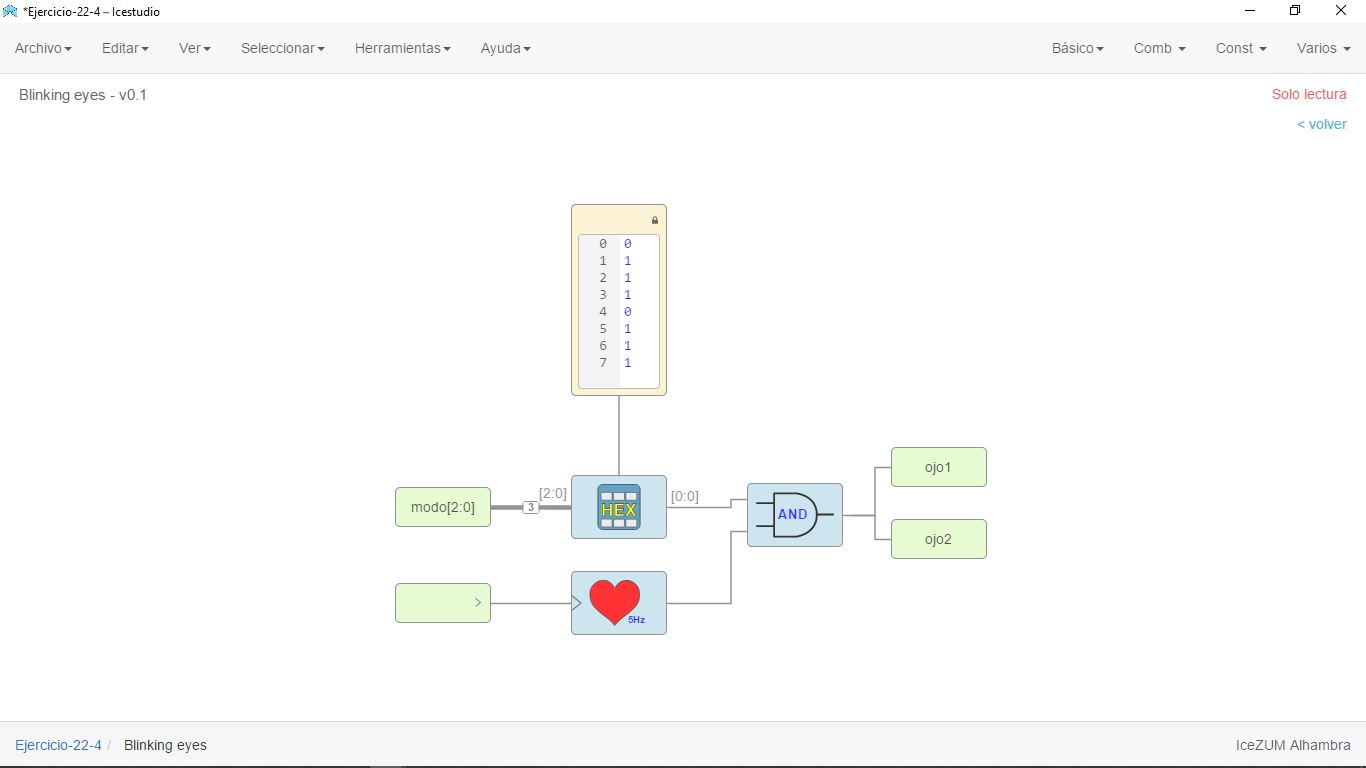 *Ejercicio-22-4 – Icestudio
Archivo Editar Ver Seleccionar Herramientas Ayuda Básico Comb Const Varios
Blinking eyes - v0.1
Solo lectura
< volver
0 0
1 1
2 1
3 1
4 0
5 1
6 1
7 1
modo[2:0]
3
[2:0]
HEX
[0:0]
AND
ojo1
ojo2
5Hz
Ejercicio-22-4 / Blinking eyes
IceZUM Alhambra